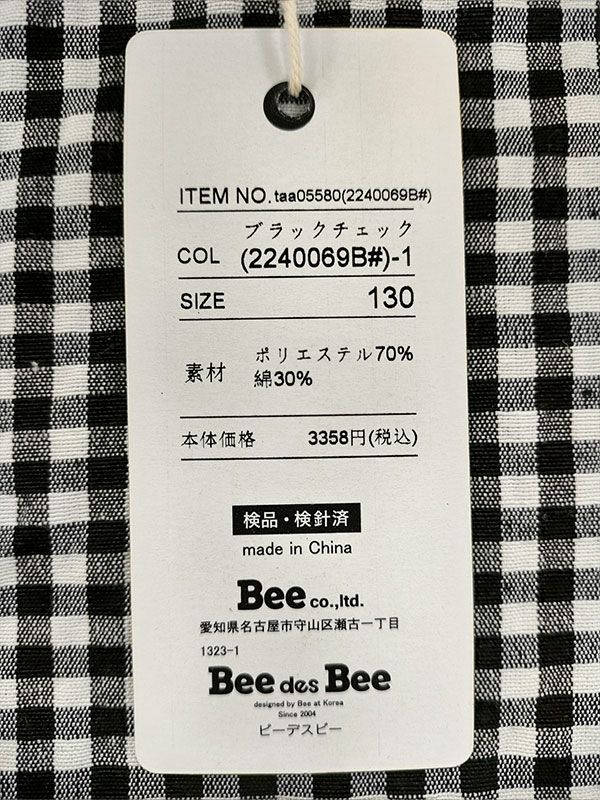 ITEM NO. taa05580(2240069B#)
ブラックチェック
COL (2240069B#)-1
SIZE 130
素材 ポリエステル70%
綿30%
本体価格 3358円(税込)
検品・検針済
made in China
Bee co.,ltd.
愛知県名古屋市守山区瀬古一丁目
1323-1
Bee des Bee
designed by Bee at Korea
Since 2004
ビーデスビー